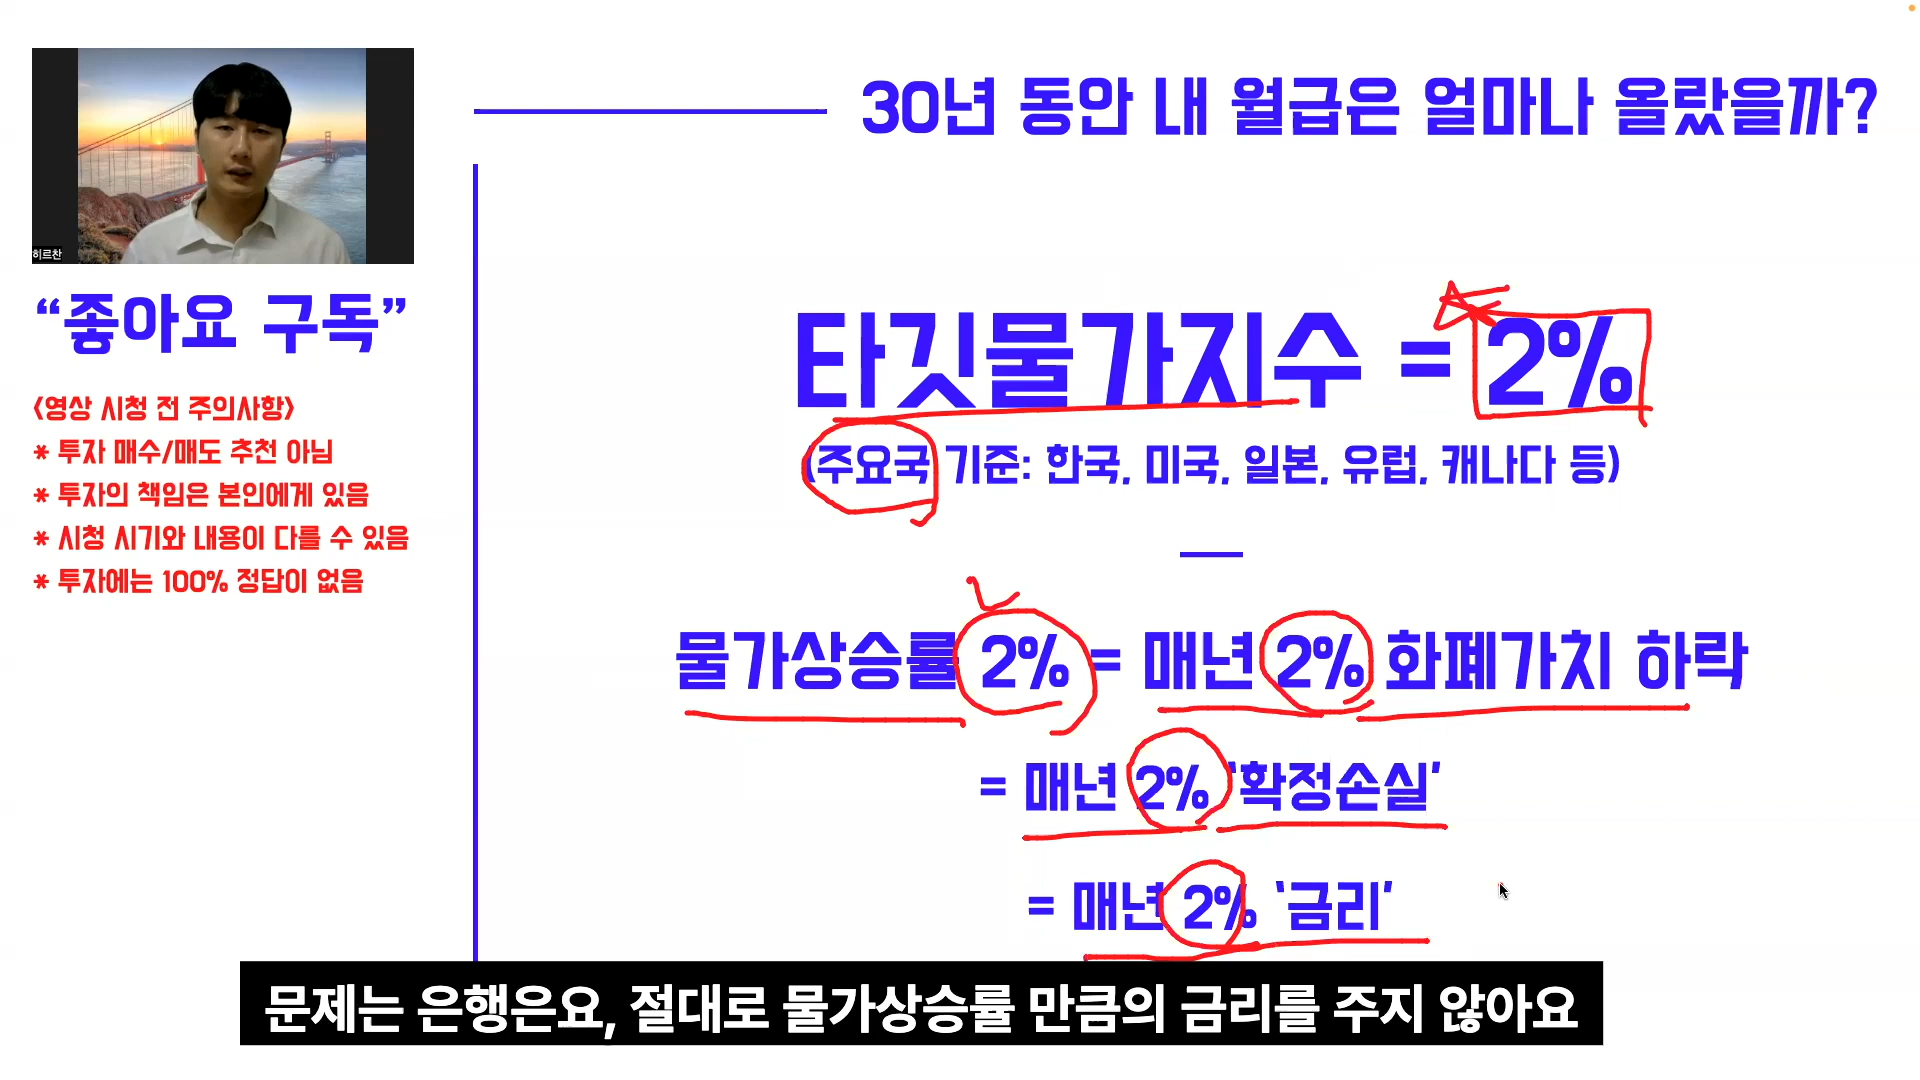 30년 동안 내 월급은 얼마나 올랐을까?
히르찬
“좋아요 구독”
<영상 시청 전 주의사항>
* 투자 매수/매도 추천 아님
* 투자의 책임은 본인에게 있음
* 시청 시기와 내용이 다를 수 있음
* 투자에는 100% 정답이 없음
타깃물가지수 = 2%
(주요국 기준: 한국, 미국, 일본, 유럽, 캐나다 등)
물가상승률 2% = 매년 2% 화폐가치 하락
= 매년 2% ‘확정손실’
= 매년 2% ‘금리’
문제는 은행은요, 절대로 물가상승률 만큼의 금리를 주지 않아요